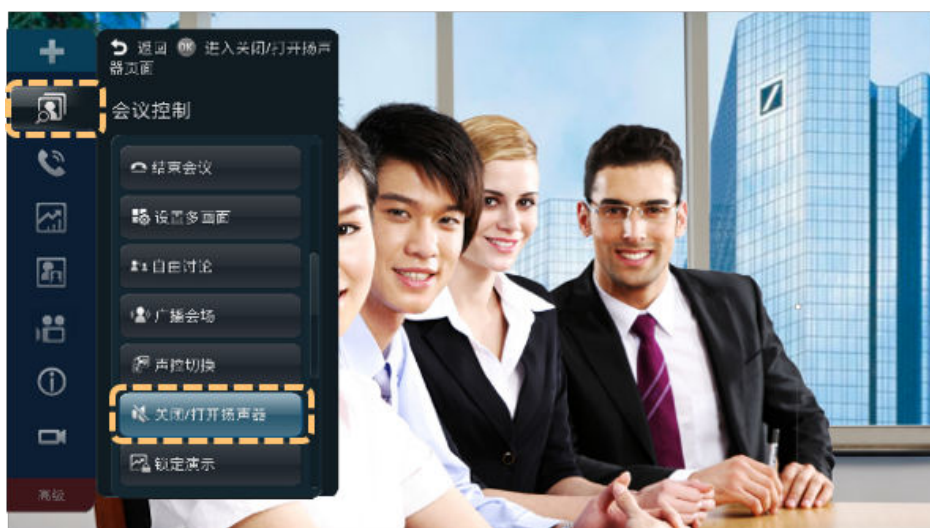 返回 OK 进入关闭/打开扬声
器页面
会议控制
结束会议
设置多画面
自由讨论
广播会场
声控切换
关闭/打开扬声器
锁定演示
高级